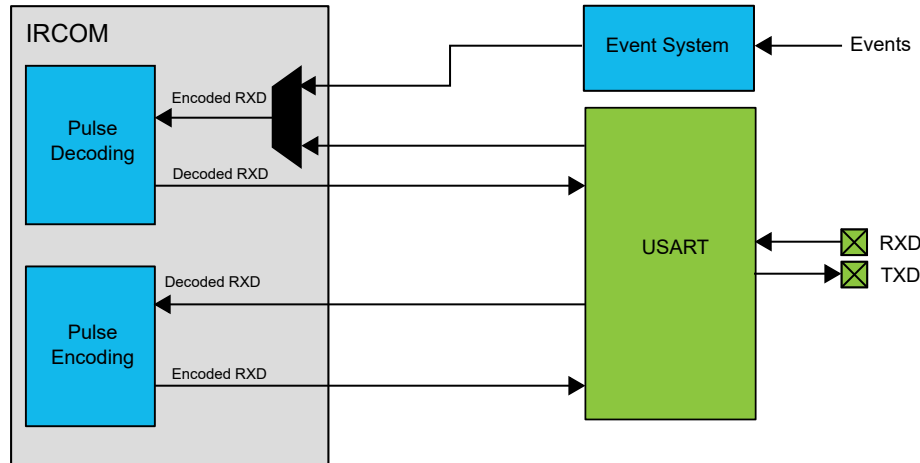 IRCOM
Event System
Events
Encoded RXD
Pulse
Decoding
Decoded RXD
USART
RXD
TXD
Decoded RXD
Pulse
Encoding
Encoded RXD